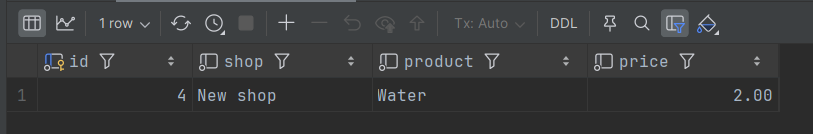 1 row Tx: Auto DDL
id shop product price
1 4 New shop Water 2.00